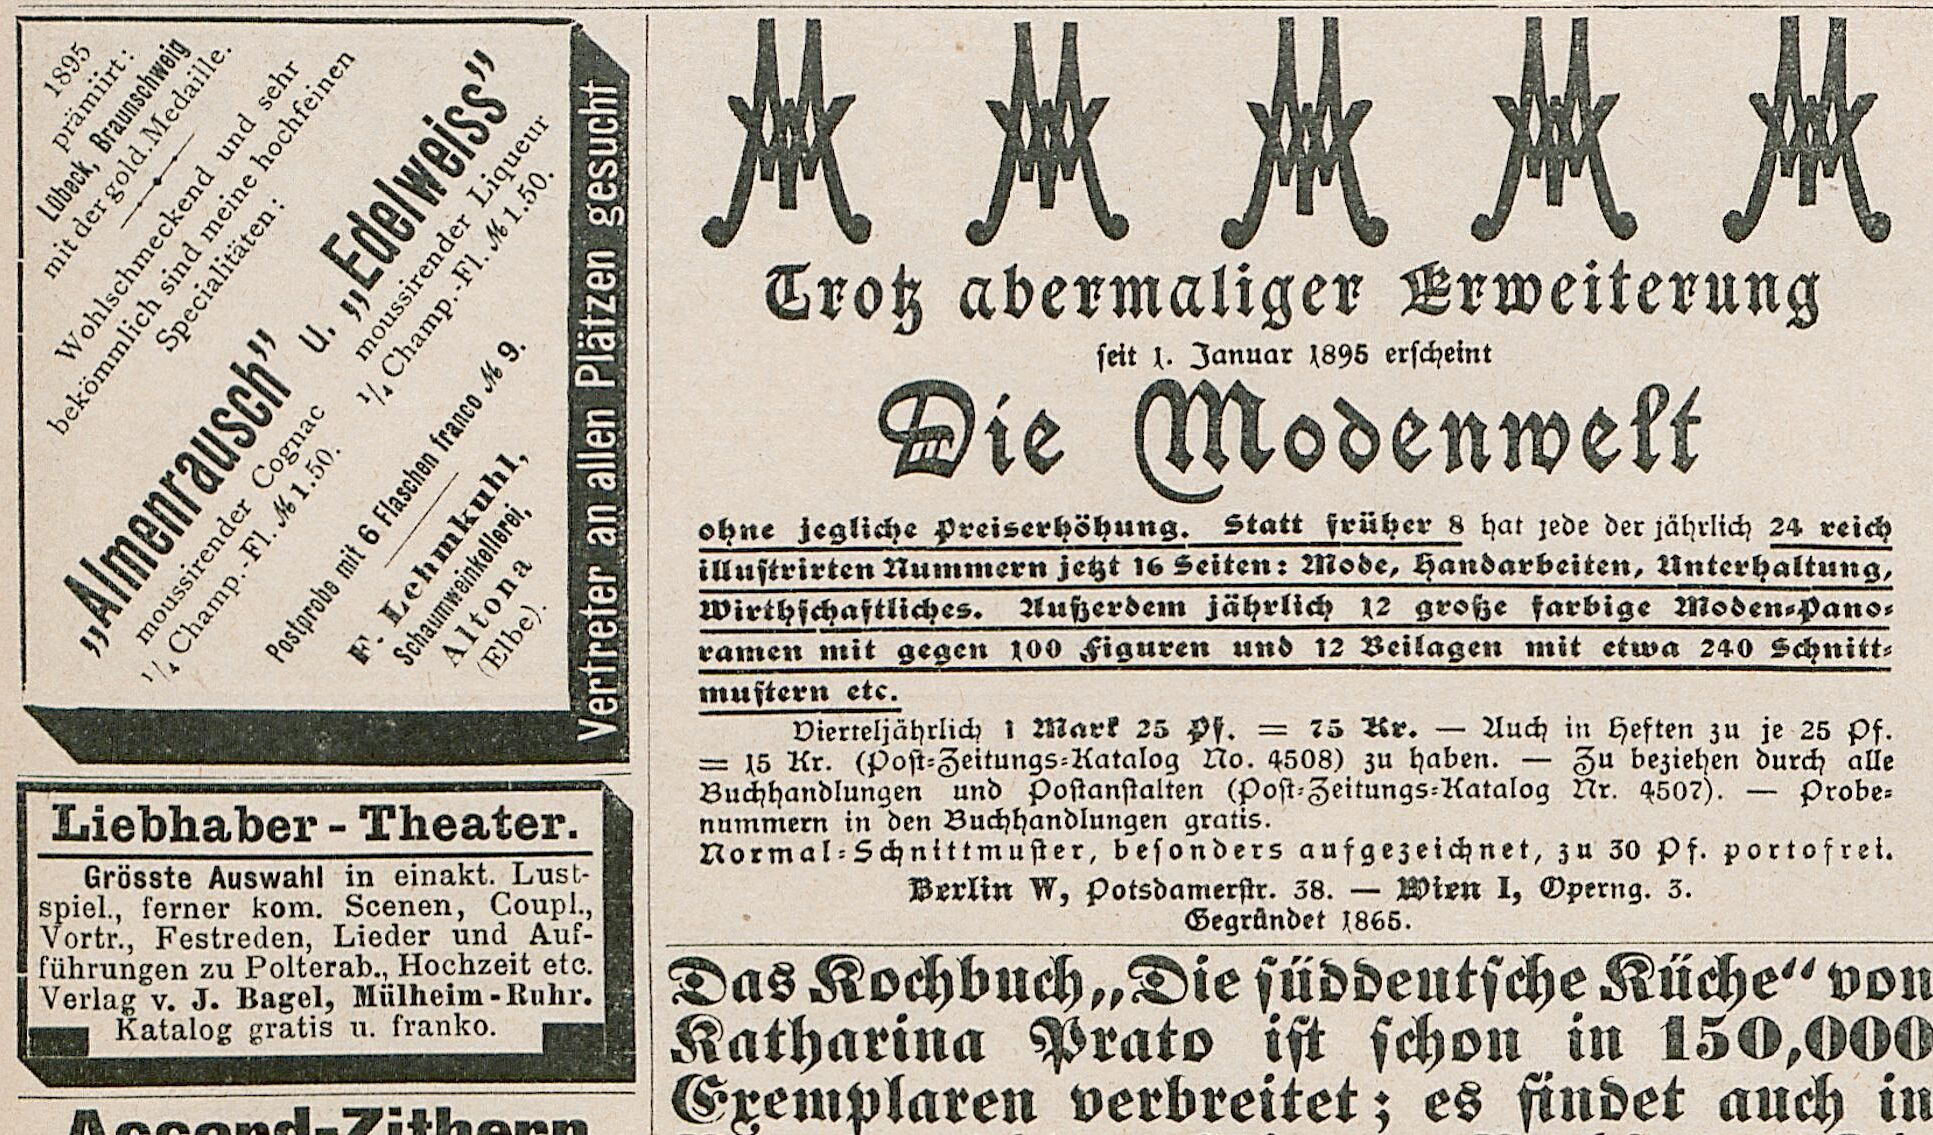 1895
prämiirt:
Lübeck, Braunschweig
mit der gold. Medaille.
Wohlschmeckend und sehr
bekömmlich sind meine hochfeinen
Specialitäten:
„Almenrausch” u. „Edelweiss”
moussirender Cognac
¼ Champ.-Fl. ℳ 1.50.
moussirender Liqueur
¼ Champ.-Fl. ℳ 1.50.
Postprobe mit 6 Flaschen franco ℳ 9.
F. Lehmkuhl,
Schaumweinkellerei,
Altona
(Elbe).
Vertreter an allen Plätzen gesucht
Liebhaber-Theater.
Grösste Auswahl in einakt. Lust-
spiel., ferner kom. Scenen, Coupl.,
Vortr., Festreden, Lieder und Auf-
führungen zu Polterab., Hochzeit etc.
Verlag v. J. Bagel, Mülheim-Ruhr.
Katalog gratis u. franko.
Accord-Zithern
Trotz abermaliger Erweiterung
seit 1. Januar 1895 erscheint
Die Modenwelt
ohne jegliche Preiserhöhung. Statt früher 8 hat jede der jährlich 24 reich
illustrirten Nummern jetzt 16 Seiten: Mode, Handarbeiten, Unterhaltung,
Wirthschaftliches. Außerdem jährlich 12 große farbige Moden-Pano-
ramen mit gegen 100 Figuren und 12 Beilagen mit etwa 240 Schnitt-
mustern etc.
Vierteljährlich 1 Mark 25 Pf. = 75 Kr. — Auch in Heften zu je 25 Pf.
= 15 Kr. (Post-Zeitungs-Katalog No. 4508) zu haben. — Zu beziehen durch alle
Buchhandlungen und Postanstalten (Post-Zeitungs-Katalog Nr. 4507). — Probe-
nummern in den Buchhandlungen gratis.
Normal-Schnittmuster, besonders aufgezeichnet, zu 30 Pf. portofrei.
Berlin W, Potsdamerstr. 38. — Wien I, Operng. 3.
Gegründet 1865.
Das Kochbuch „Die süddeutsche Küche“ von
Katharina Prato ist schon in 150,000
Exemplaren verbreitet; es findet auch in